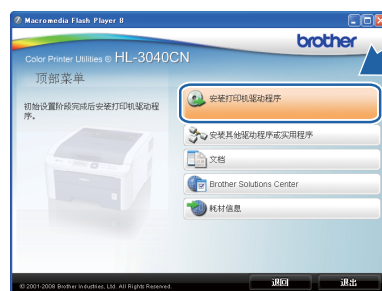 Macromedia Flash Player 8
brother
Color Printer Utilities © HL-3040CN
顶部菜单
初始设置阶段完成后安装打印机驱动程
序。
安装打印机驱动程序
安装其他驱动程序或实用程序
文档
Brother Solutions Center
耗材信息
© 2001-2008 Brother Industries, Ltd. All Rights Reserved.
退回
退出